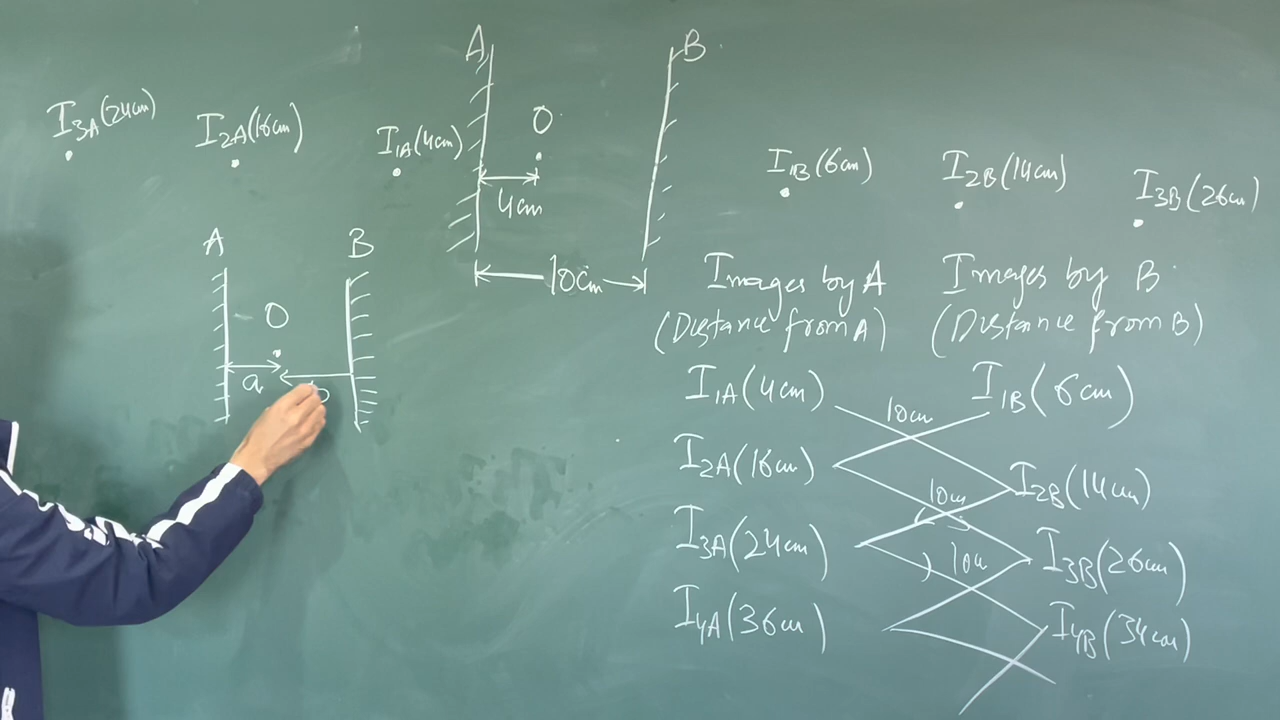 A B
I3A(24cm) I2A(16cm) I1A(4cm) O I1B(6cm) I2B(14cm) I3B(26cm)
4cm
10cm
A B
O
a b
Images by A Images by B
(Distance from A) (Distance from B)
I1A(4cm) 10cm I1B(6cm)
I2A(16cm) I2B(14cm)
10cm
I3A(24cm) 10cm I3B(26cm)
I4A(36cm) I4B(34cm)